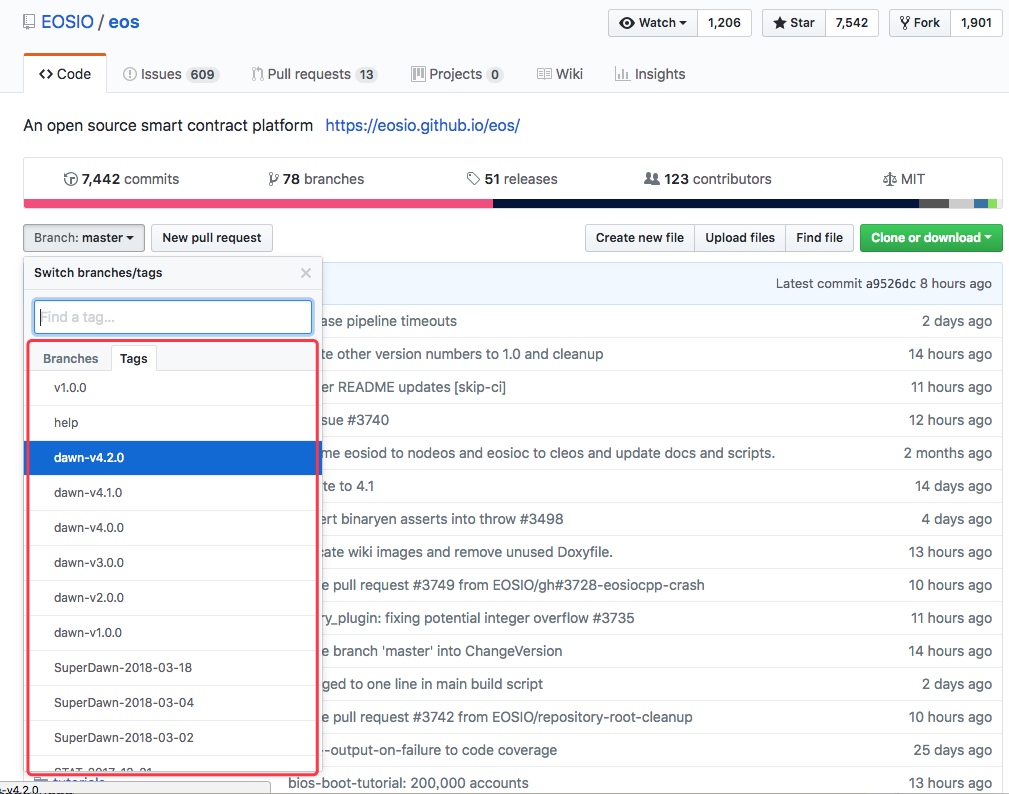 EOSIO / eos
Watch 1,206 Star 7,542 Fork 1,901
Code Issues 609 Pull requests 13 Projects 0 Wiki Insights
An open source smart contract platform https://eosio.github.io/eos/
7,442 commits 78 branches 51 releases 123 contributors MIT
Branch: master New pull request Create new file Upload files Find file Clone or download
Switch branches/tags
Latest commit a9526dc 8 hours ago
Find a tag...
ase pipeline timeouts 2 days ago
Branches Tags
te other version numbers to 1.0 and cleanup 14 hours ago
v1.0.0
er README updates [skip-ci] 11 hours ago
help
sue #3740 12 hours ago
dawn-v4.2.0
me eosiod to nodeos and eosioc to cleos and update docs and scripts. 2 months ago
dawn-v4.1.0
te to 4.1 14 days ago
dawn-v4.0.0
ert binaryen asserts into throw #3498 4 days ago
dawn-v3.0.0
cate wiki images and remove unused Doxyfile. 13 hours ago
dawn-v2.0.0
e pull request #3749 from EOSIO/gh#3728-eosiocpp-crash 10 hours ago
dawn-v1.0.0
ry_plugin: fixing potential integer overflow #3735 11 hours ago
e branch 'master' into ChangeVersion 14 hours ago
SuperDawn-2018-03-18
ged to one line in main build script 2 days ago
SuperDawn-2018-03-04
e pull request #3742 from EOSIO/repository-root-cleanup 10 hours ago
SuperDawn-2018-03-02
--output-on-failure to code coverage 25 days ago
STAT-2017-12-21
tutorials bios-boot-tutorial: 200,000 accounts 13 hours ago
-v4.2.0